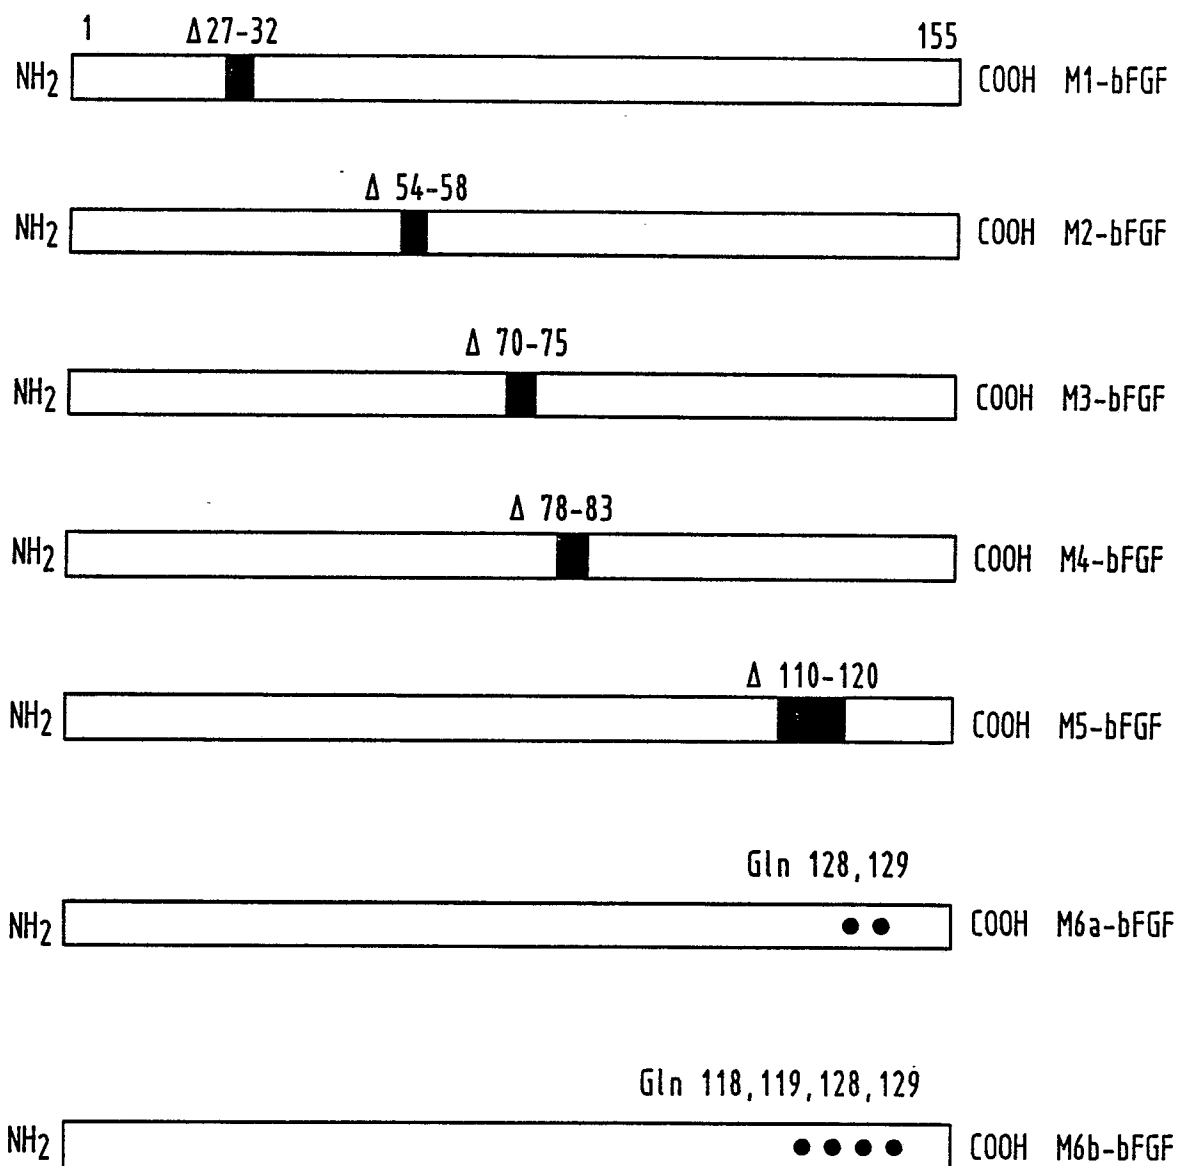 1 Δ27-32 155
NH2 COOH M1-bFGF
Δ 54-58
NH2 COOH M2-bFGF
Δ 70-75
NH2 COOH M3-bFGF
Δ 78-83
NH2 COOH M4-bFGF
Δ 110-120
NH2 COOH M5-bFGF
Gln 128,129
NH2 COOH M6a-bFGF
Gln 118,119,128,129
NH2 COOH M6b-bFGF